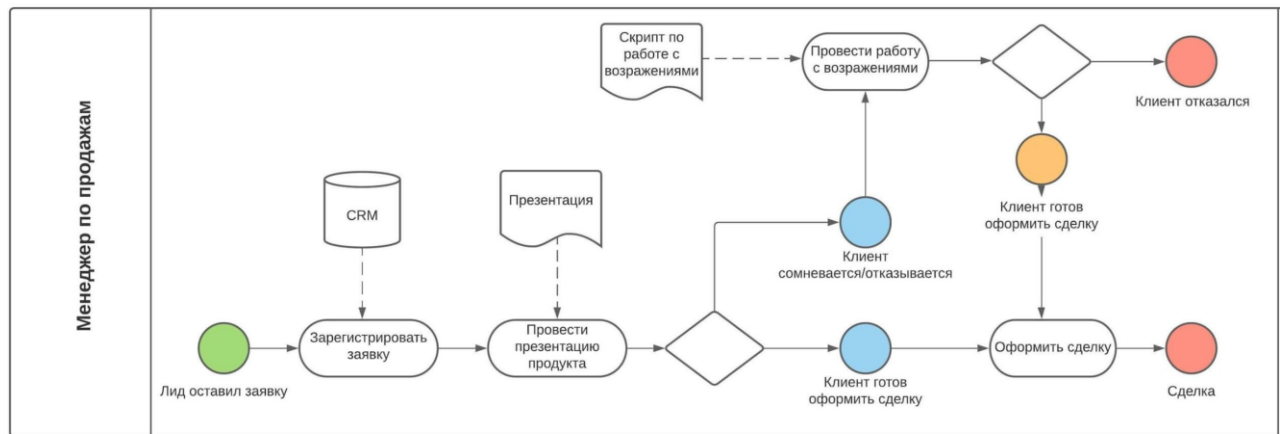 Менеджер по продажам
Скрипт по
работе с
возражениями
Провести работу
с возражениями
Клиент отказался
CRM
Презентация
Клиент готов
оформить сделку
Клиент
сомневается/отказывается
Лид оставил заявку
Зарегистрировать
заявку
Провести
презентацию
продукта
Клиент готов
оформить сделку
Оформить сделку
Сделка